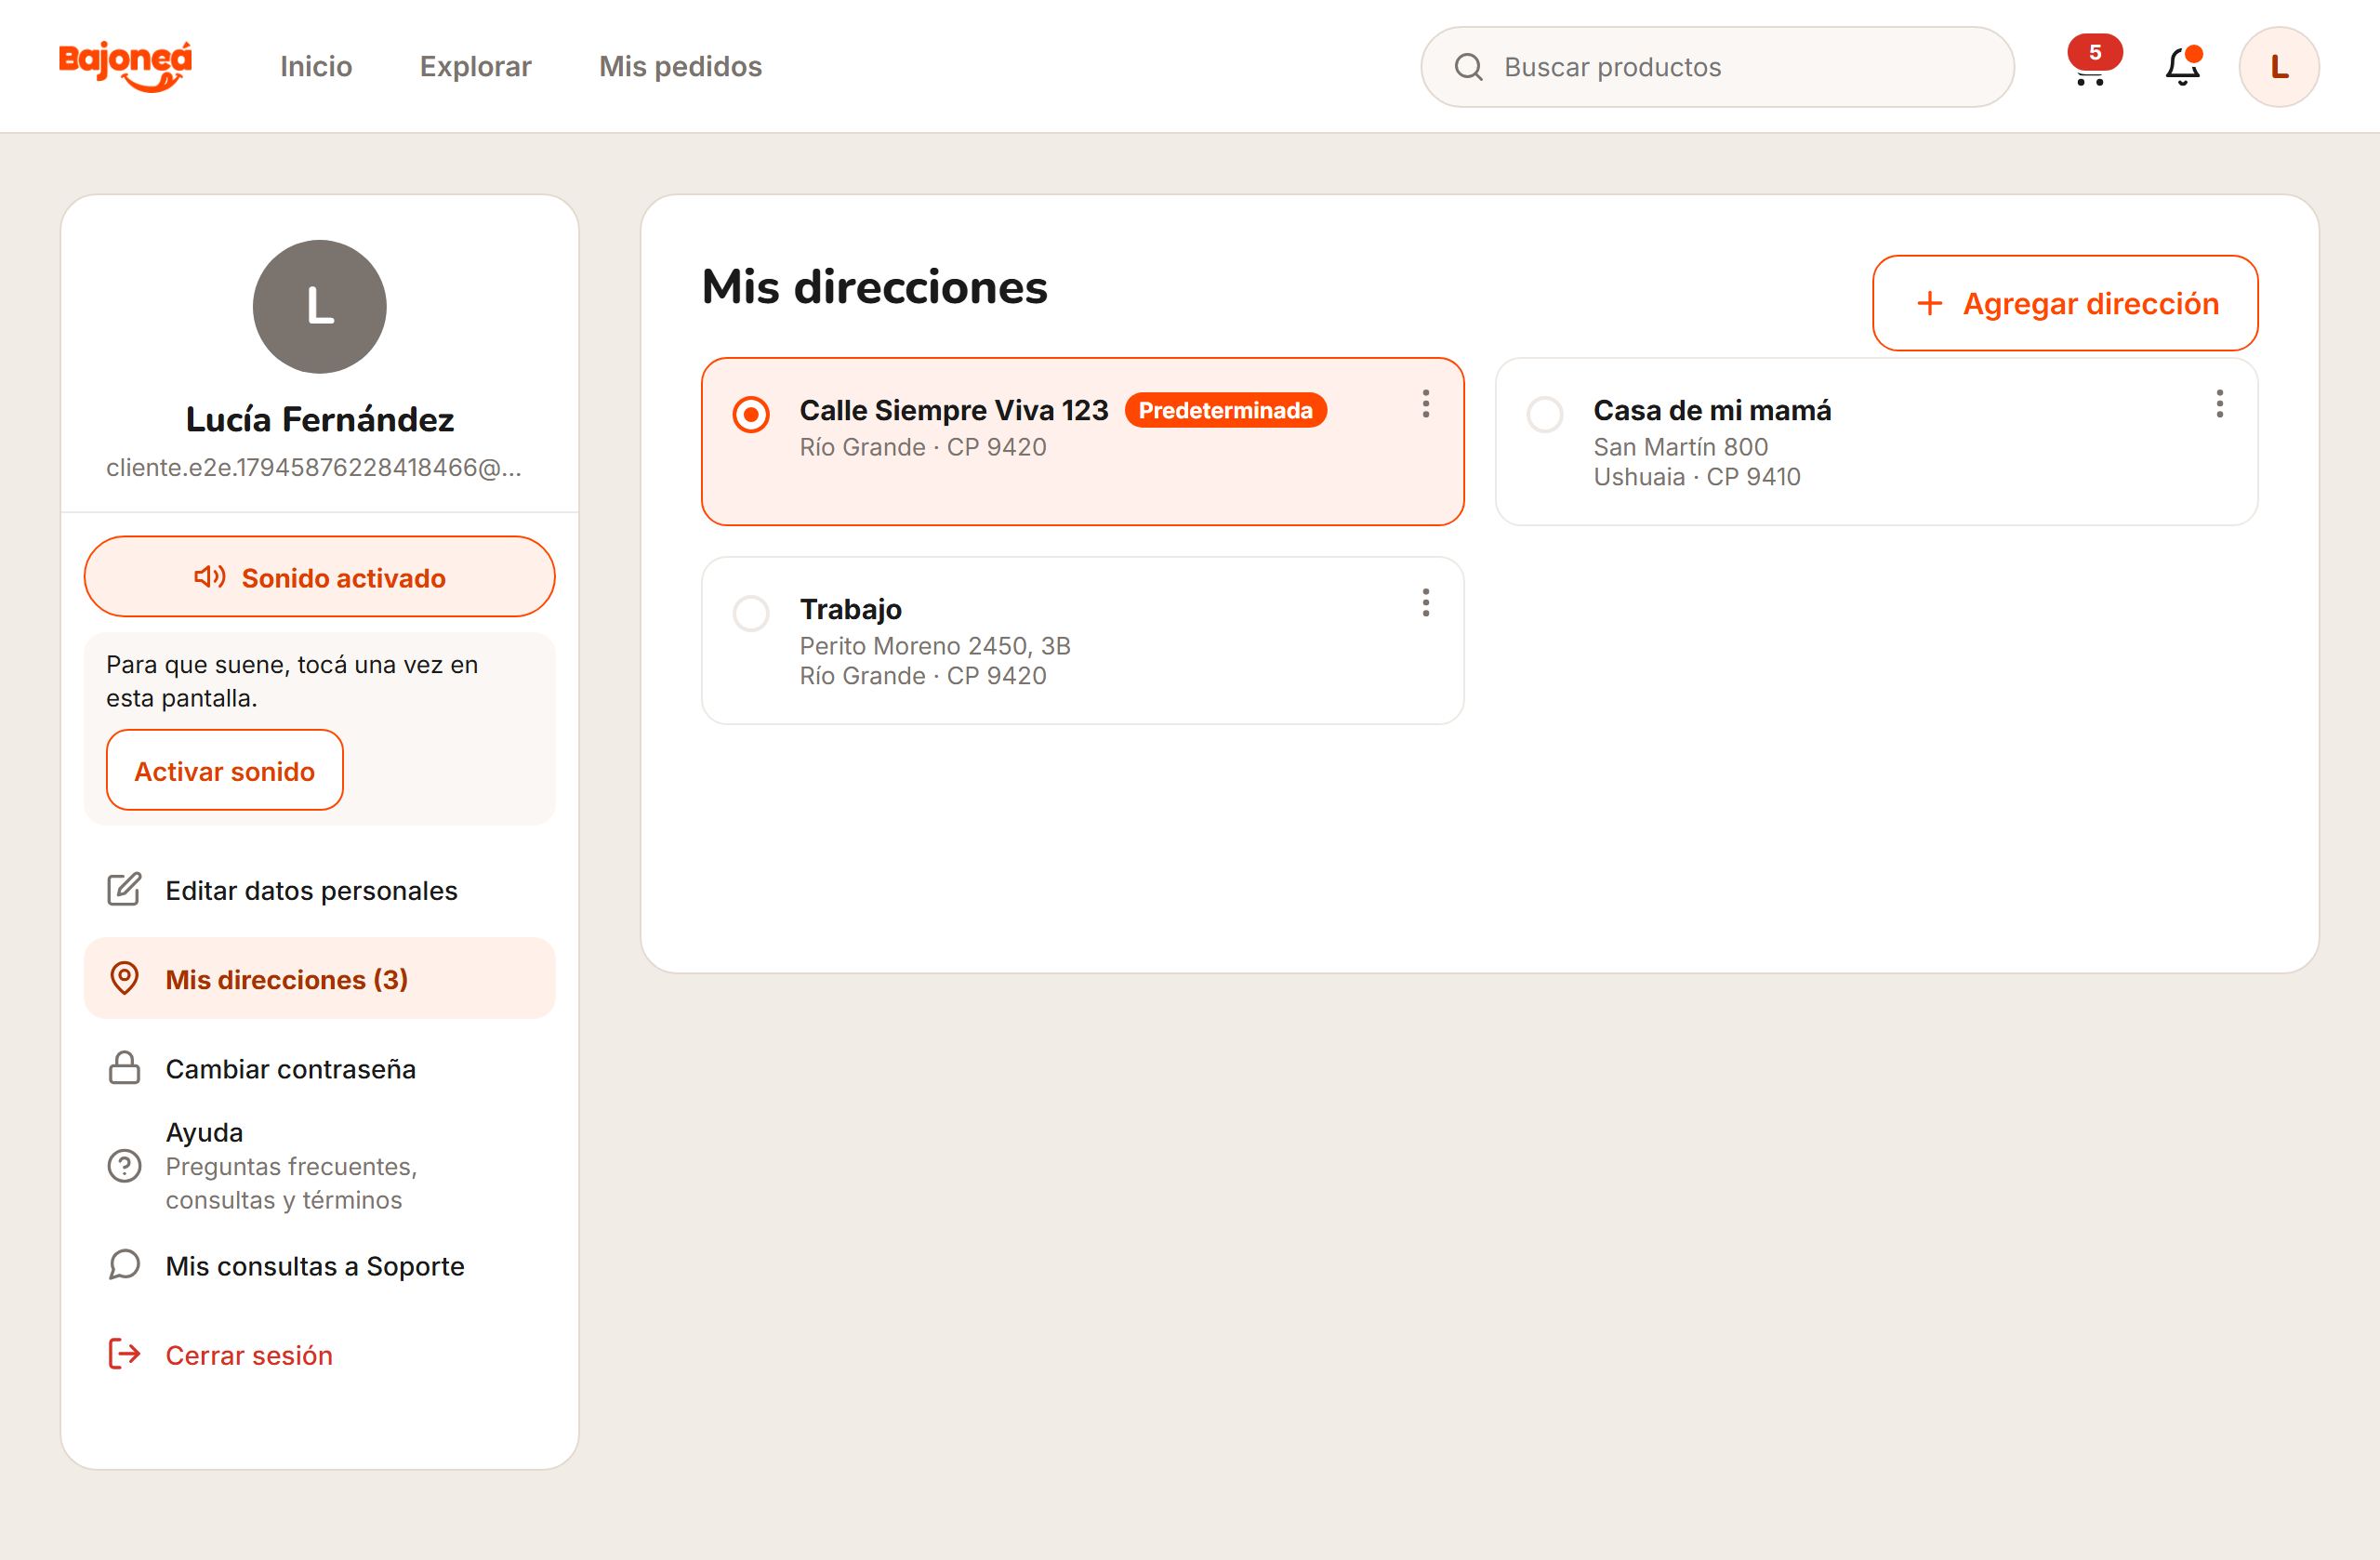 Bajoneá
Inicio
Explorar
Mis pedidos
Buscar productos
5
L
L
Lucía Fernández
cliente.e2e.17945876228418466@...
Sonido activado
Para que suene, tocá una vez en
esta pantalla.
Activar sonido
Editar datos personales
Mis direcciones (3)
Cambiar contraseña
Ayuda
Preguntas frecuentes,
consultas y términos
Mis consultas a Soporte
Cerrar sesión
Mis direcciones
+ Agregar dirección
Calle Siempre Viva 123 Predeterminada
Río Grande · CP 9420
Casa de mi mamá
San Martín 800
Ushuaia · CP 9410
Trabajo
Perito Moreno 2450, 3B
Río Grande · CP 9420